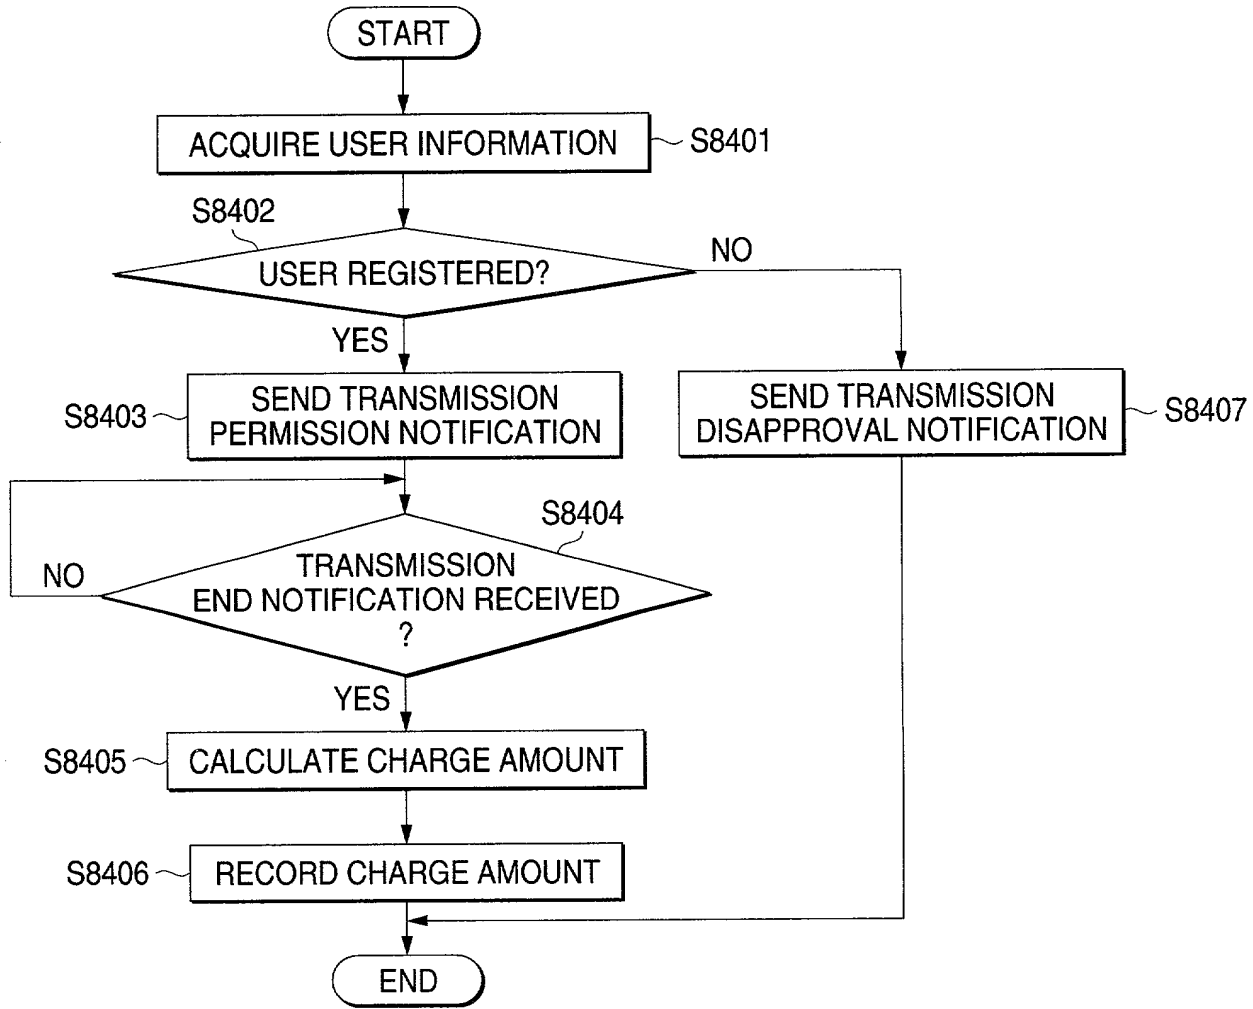 START
ACQUIRE USER INFORMATION
S8401
S8402
USER REGISTERED?
NO
YES
S8403
SEND TRANSMISSION
PERMISSION NOTIFICATION
SEND TRANSMISSION
DISAPPROVAL NOTIFICATION
S8407
S8404
NO
TRANSMISSION
END NOTIFICATION RECEIVED
?
YES
S8405
CALCULATE CHARGE AMOUNT
S8406
RECORD CHARGE AMOUNT
END